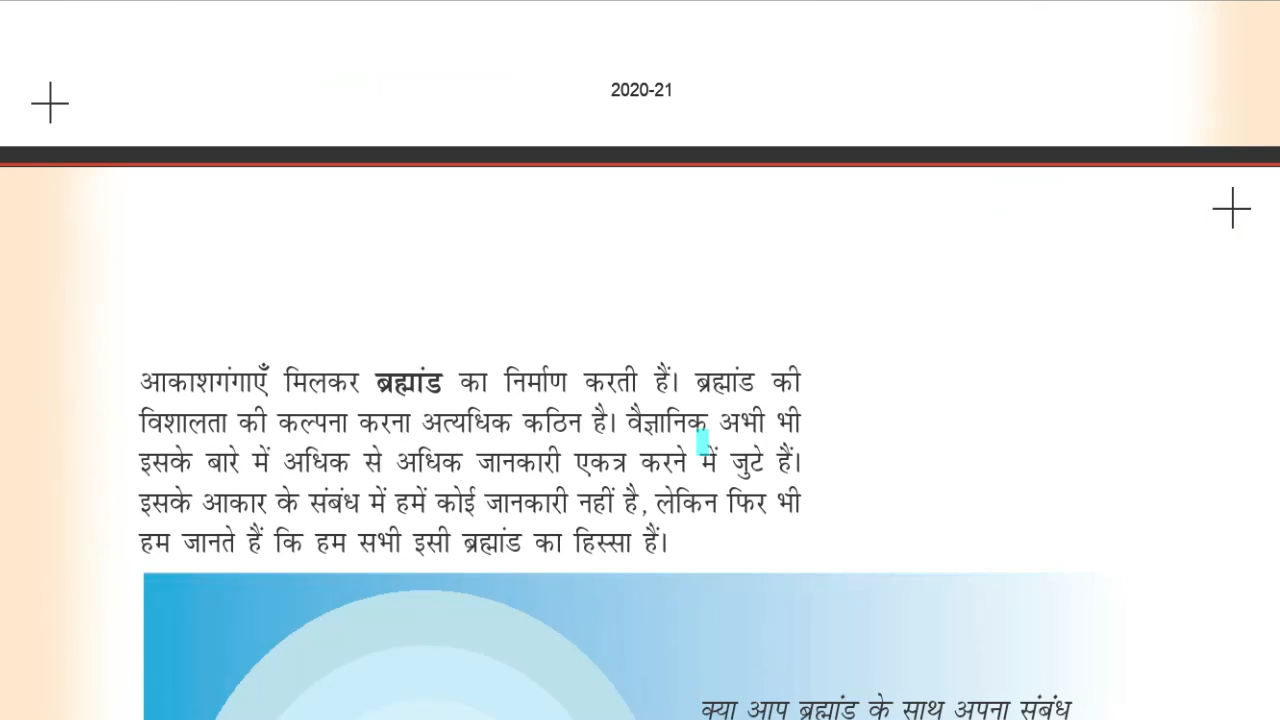 2020-21
आकाशगंगाएँ मिलकर ब्रह्मांड का निर्माण करती हैं। ब्रह्मांड की
विशालता की कल्पना करना अत्यधिक कठिन है। वैज्ञानिक अभी भी
इसके बारे में अधिक से अधिक जानकारी एकत्र करने में जुटे हैं।
इसके आकार के संबंध में हमें कोई जानकारी नहीं है, लेकिन फिर भी
हम जानते हैं कि हम सभी इसी ब्रह्मांड का हिस्सा हैं।
क्या आप ब्रह्मांड के साथ अपना संबंध